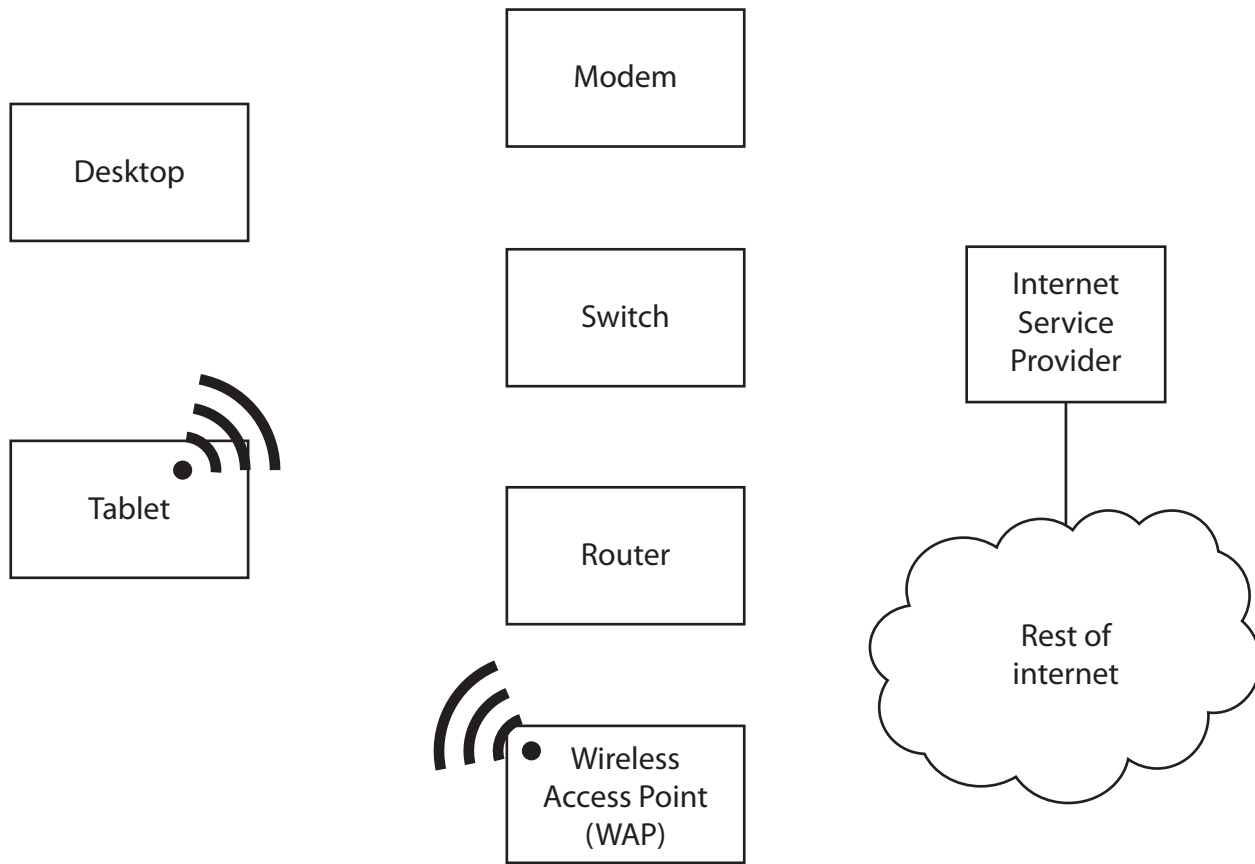 Modem
Desktop
Switch
Internet
Service
Provider
Tablet
Router
Rest of
internet
Wireless
Access Point
(WAP)